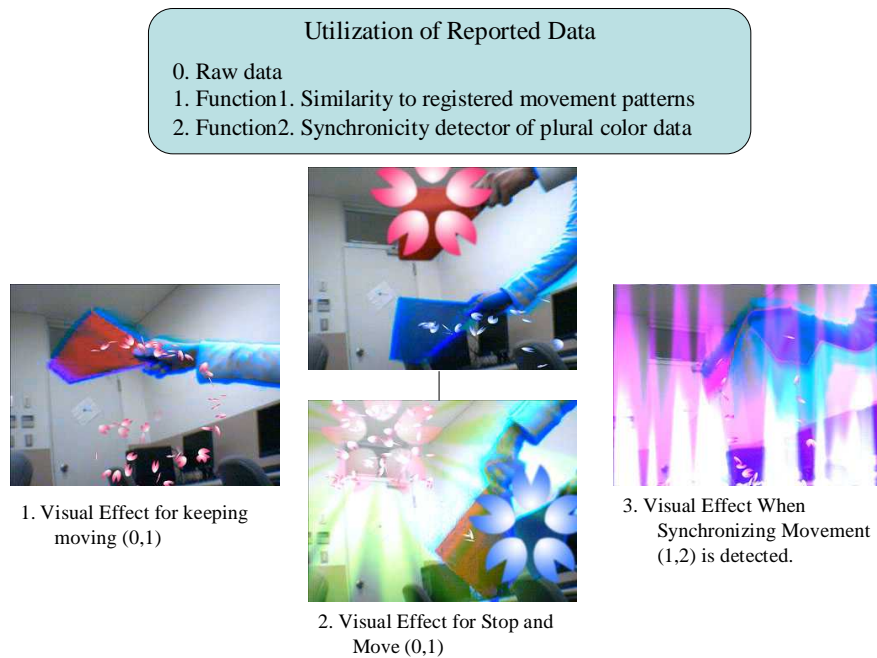 Utilization of Reported Data
0. Raw data
1. Function1. Similarity to registered movement patterns
2. Function2. Synchronicity detector of plural color data
1. Visual Effect for keeping
moving (0,1)
2. Visual Effect for Stop and
Move (0,1)
3. Visual Effect When
Synchronizing Movement
(1,2) is detected.